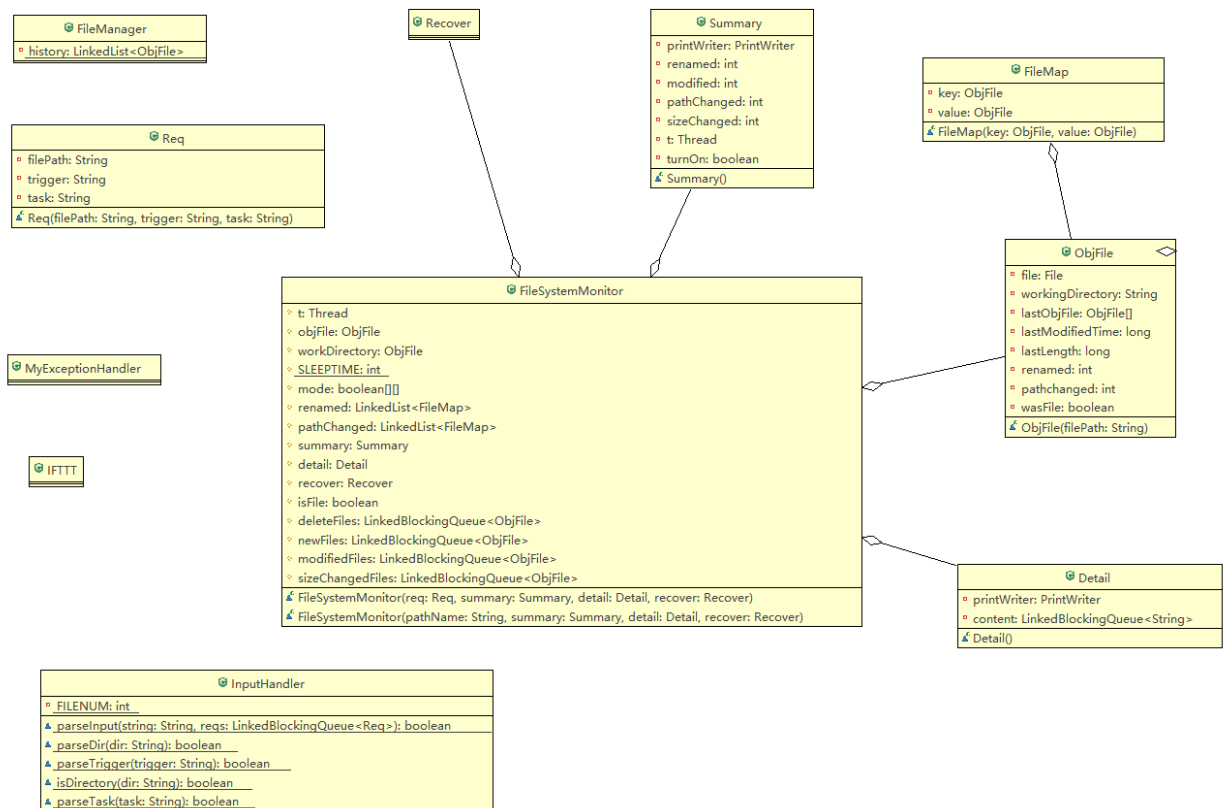 FileManager
history: LinkedList<ObjFile>
Recover
Summary
printWriter: PrintWriter
renamed: int
modified: int
pathChanged: int
sizeChanged: int
t: Thread
turnOn: boolean
Summary()
FileMap
key: ObjFile
value: ObjFile
FileMap(key: ObjFile, value: ObjFile)
Req
filePath: String
trigger: String
task: String
Req(filePath: String, trigger: String, task: String)
ObjFile
file: File
workingDirectory: String
lastObjFile: ObjFile[]
lastModifiedTime: long
lastLength: long
renamed: int
pathchanged: int
wasFile: boolean
ObjFile(filePath: String)
FileSystemMonitor
t: Thread
objFile: ObjFile
workDirectory: ObjFile
SLEEPTIME: int
mode: boolean[][]
renamed: LinkedList<FileMap>
pathChanged: LinkedList<FileMap>
summary: Summary
detail: Detail
recover: Recover
isFile: boolean
deleteFiles: LinkedBlockingQueue<ObjFile>
newFiles: LinkedBlockingQueue<ObjFile>
modifiedFiles: LinkedBlockingQueue<ObjFile>
sizeChangedFiles: LinkedBlockingQueue<ObjFile>
FileSystemMonitor(req: Req, summary: Summary, detail: Detail, recover: Recover)
FileSystemMonitor(pathName: String, summary: Summary, detail: Detail, recover: Recover)
MyExceptionHandler
IFTTT
Detail
printWriter: PrintWriter
content: LinkedBlockingQueue<String>
Detail()
InputHandler
FILENUM: int
parseInput(string: String, reqs: LinkedBlockingQueue<Req>): boolean
parseDir(dir: String): boolean
parseTrigger(trigger: String): boolean
isDirectory(dir: String): boolean
parseTask(task: String): boolean